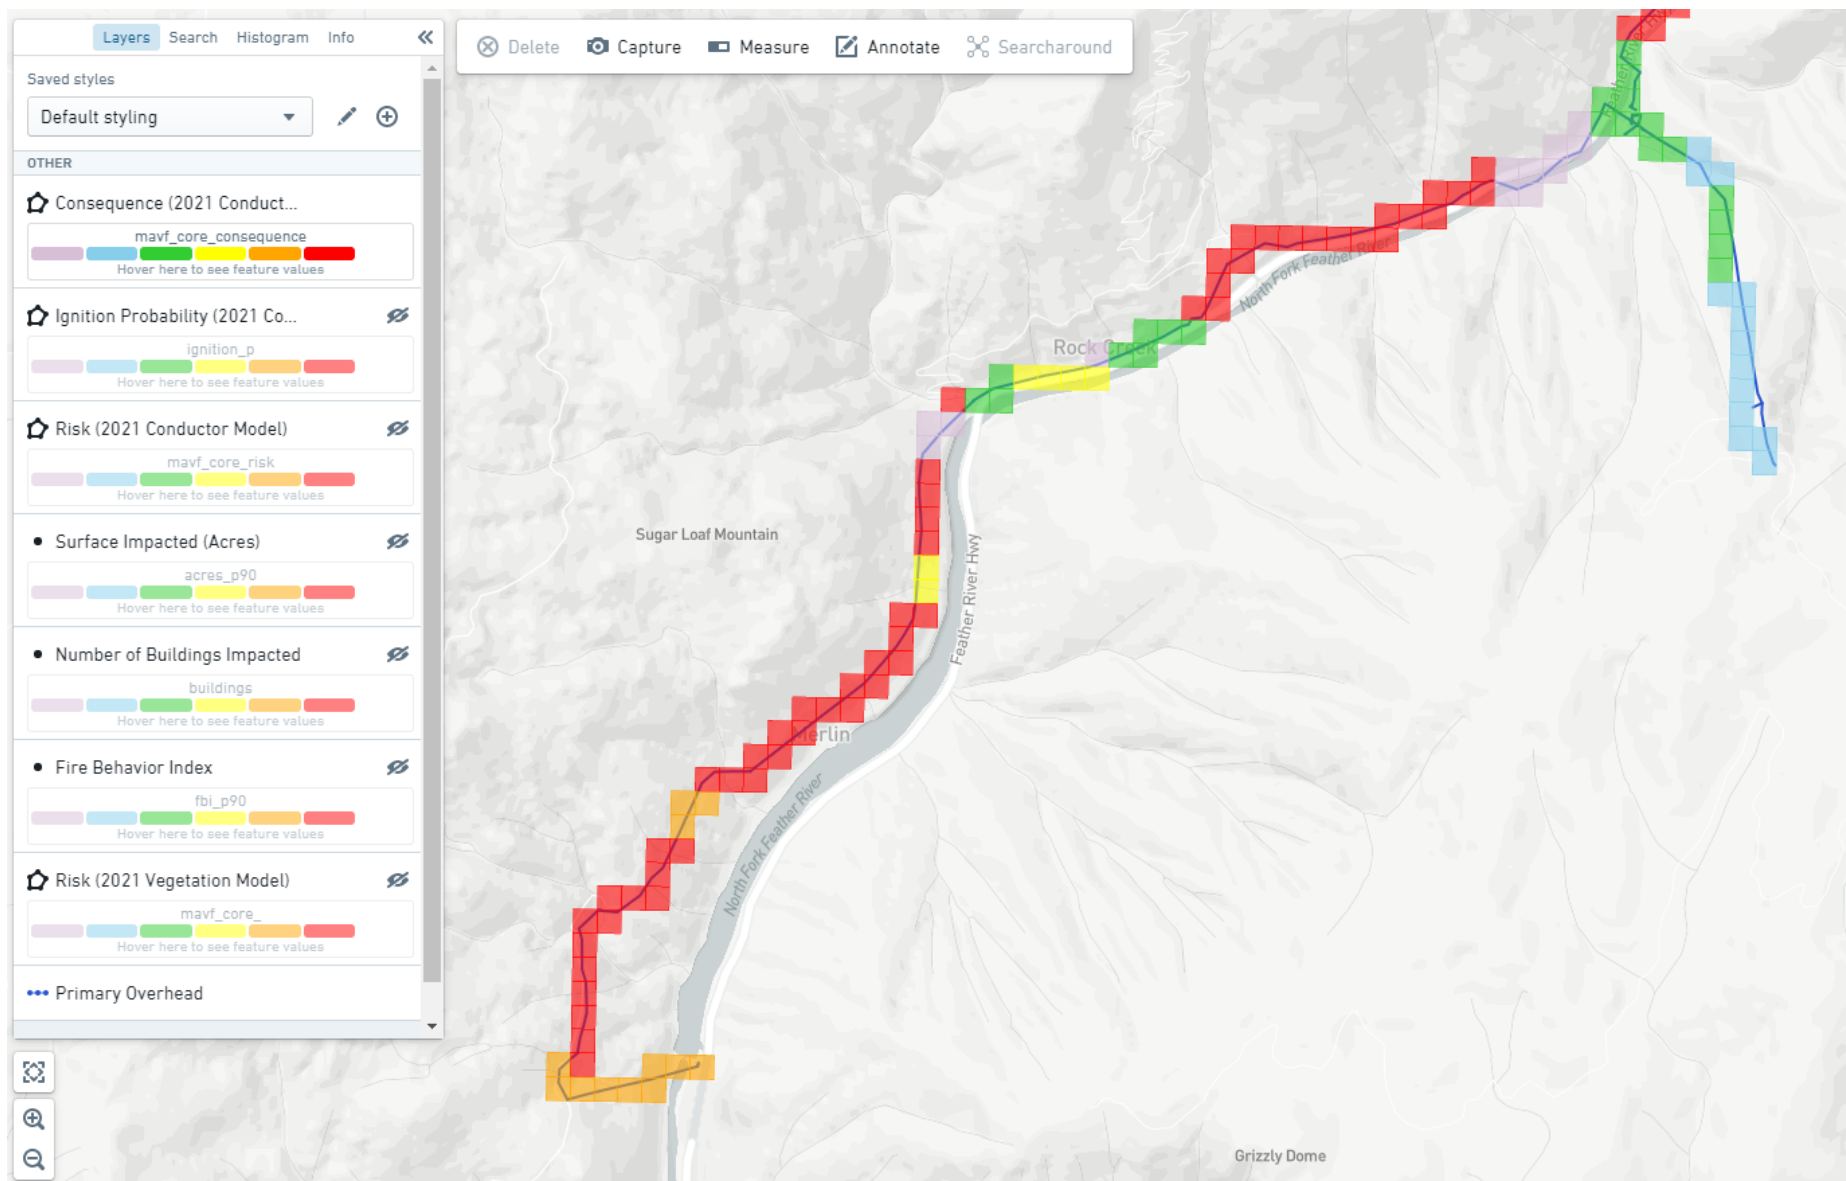 Layers Search Histogram Info
Delete Capture Measure Annotate Searcharound
Saved styles
Default styling
OTHER
Consequence (2021 Conduct...
mavf_core_consequence
Hover here to see feature values
Ignition Probability (2021 Co...
ignition_p
Hover here to see feature values
Risk (2021 Conductor Model)
mavf_core_risk
Hover here to see feature values
Surface Impacted (Acres)
acres_p90
Hover here to see feature values
Number of Buildings Impacted
buildings
Hover here to see feature values
Fire Behavior Index
fbi_p90
Hover here to see feature values
Risk (2021 Vegetation Model)
mavf_core_
Hover here to see feature values
Primary Overhead
Feather River Hwy
North Fork Feather River
Rock Creek
Sugar Loaf Mountain
Feather River Hwy
Merlin
North Fork Feather River
Grizzly Dome